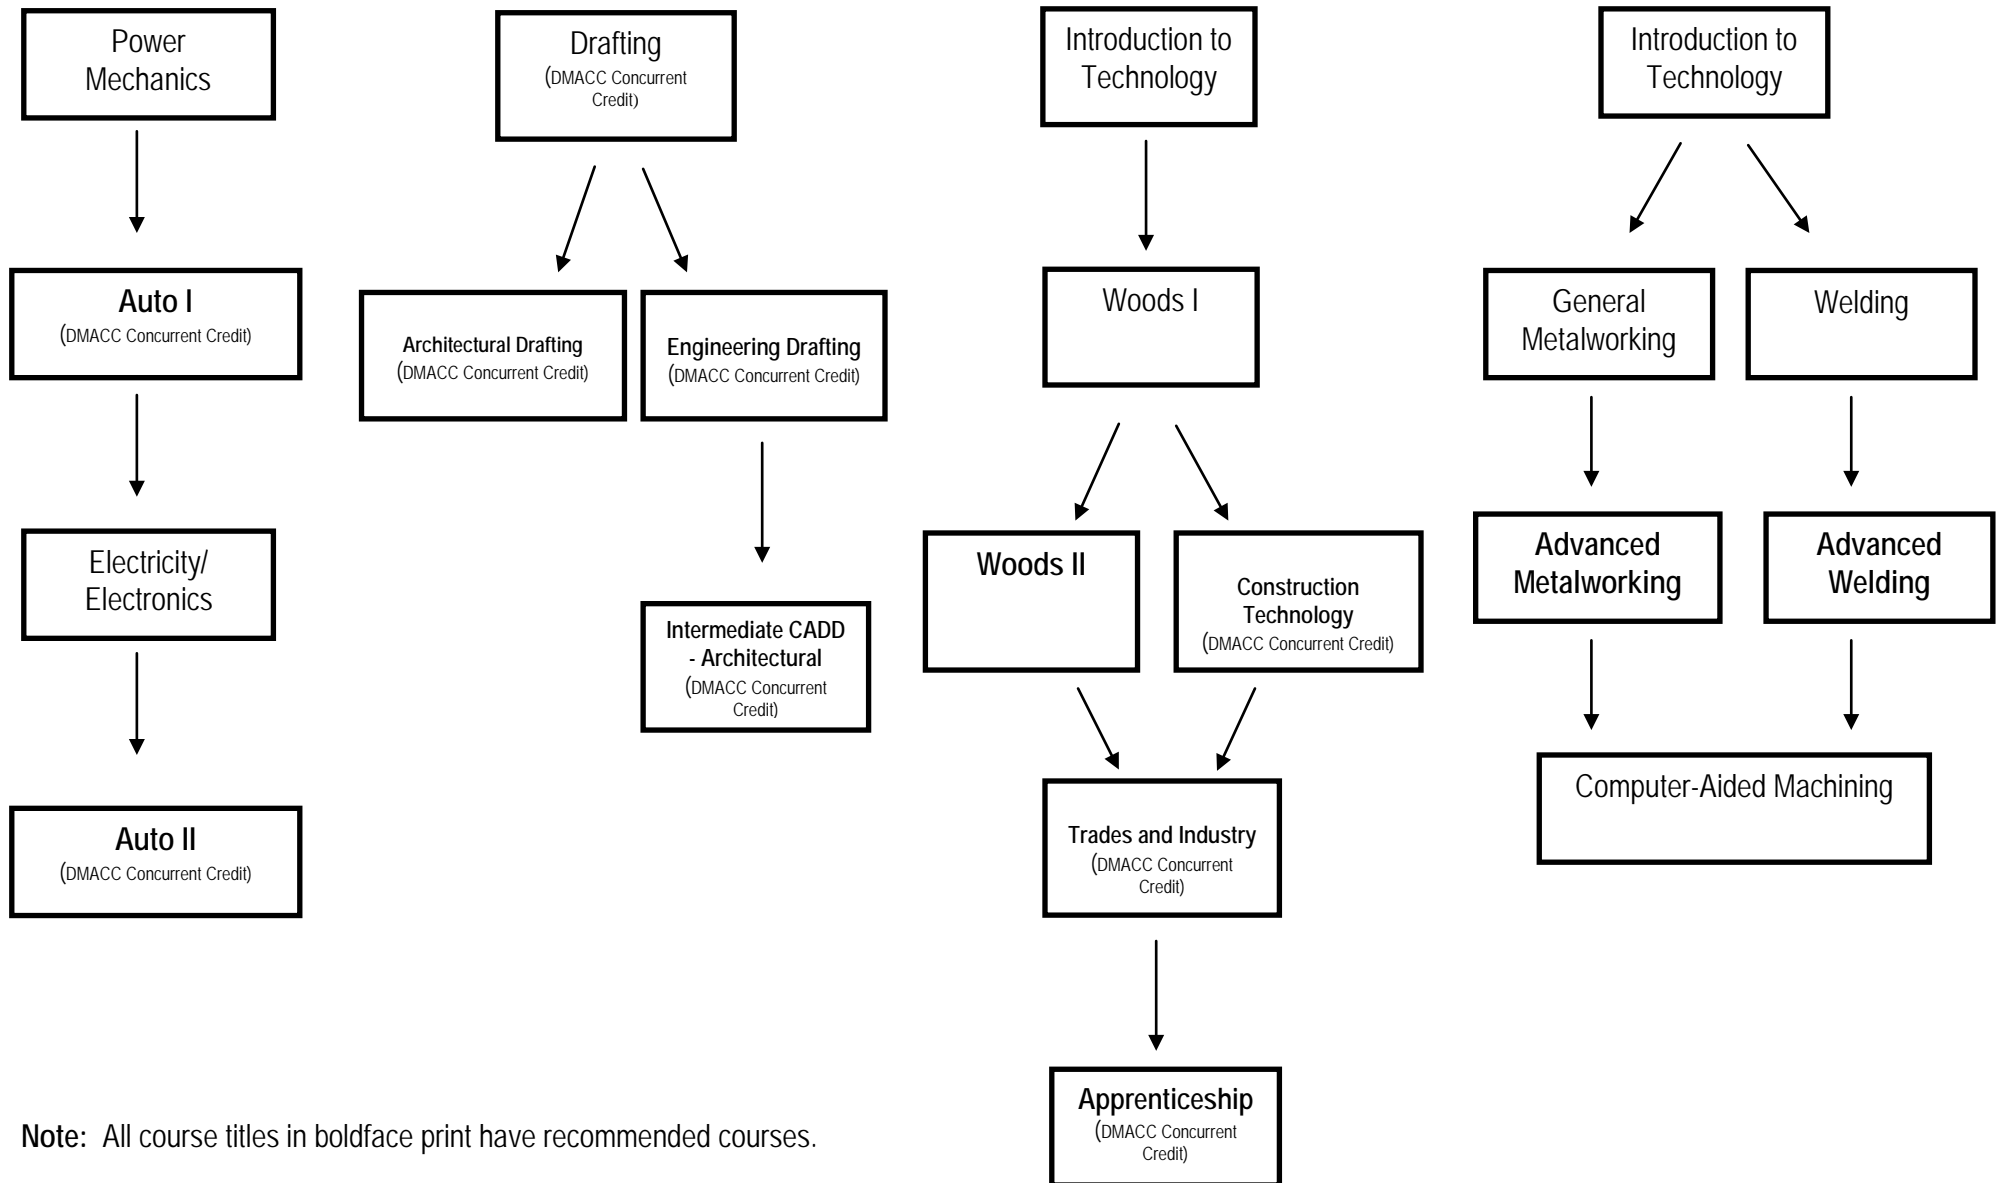 Power
Mechanics
Auto I
(DMACC Concurrent Credit)
Electricity/
Electronics
Auto II
(DMACC Concurrent Credit)
Drafting
(DMACC Concurrent
Credit)
Architectural Drafting
(DMACC Concurrent Credit)
Engineering Drafting
(DMACC Concurrent Credit)
Intermediate CADD
- Architectural
(DMACC Concurrent
Credit)
Introduction to
Technology
Woods I
Woods II
Construction
Technology
(DMACC Concurrent Credit)
Trades and Industry
(DMACC Concurrent
Credit)
Apprenticeship
(DMACC Concurrent
Credit)
Introduction to
Technology
General
Metalworking
Welding
Advanced
Metalworking
Advanced
Welding
Computer-Aided Machining
Note: All course titles in boldface print have recommended courses.